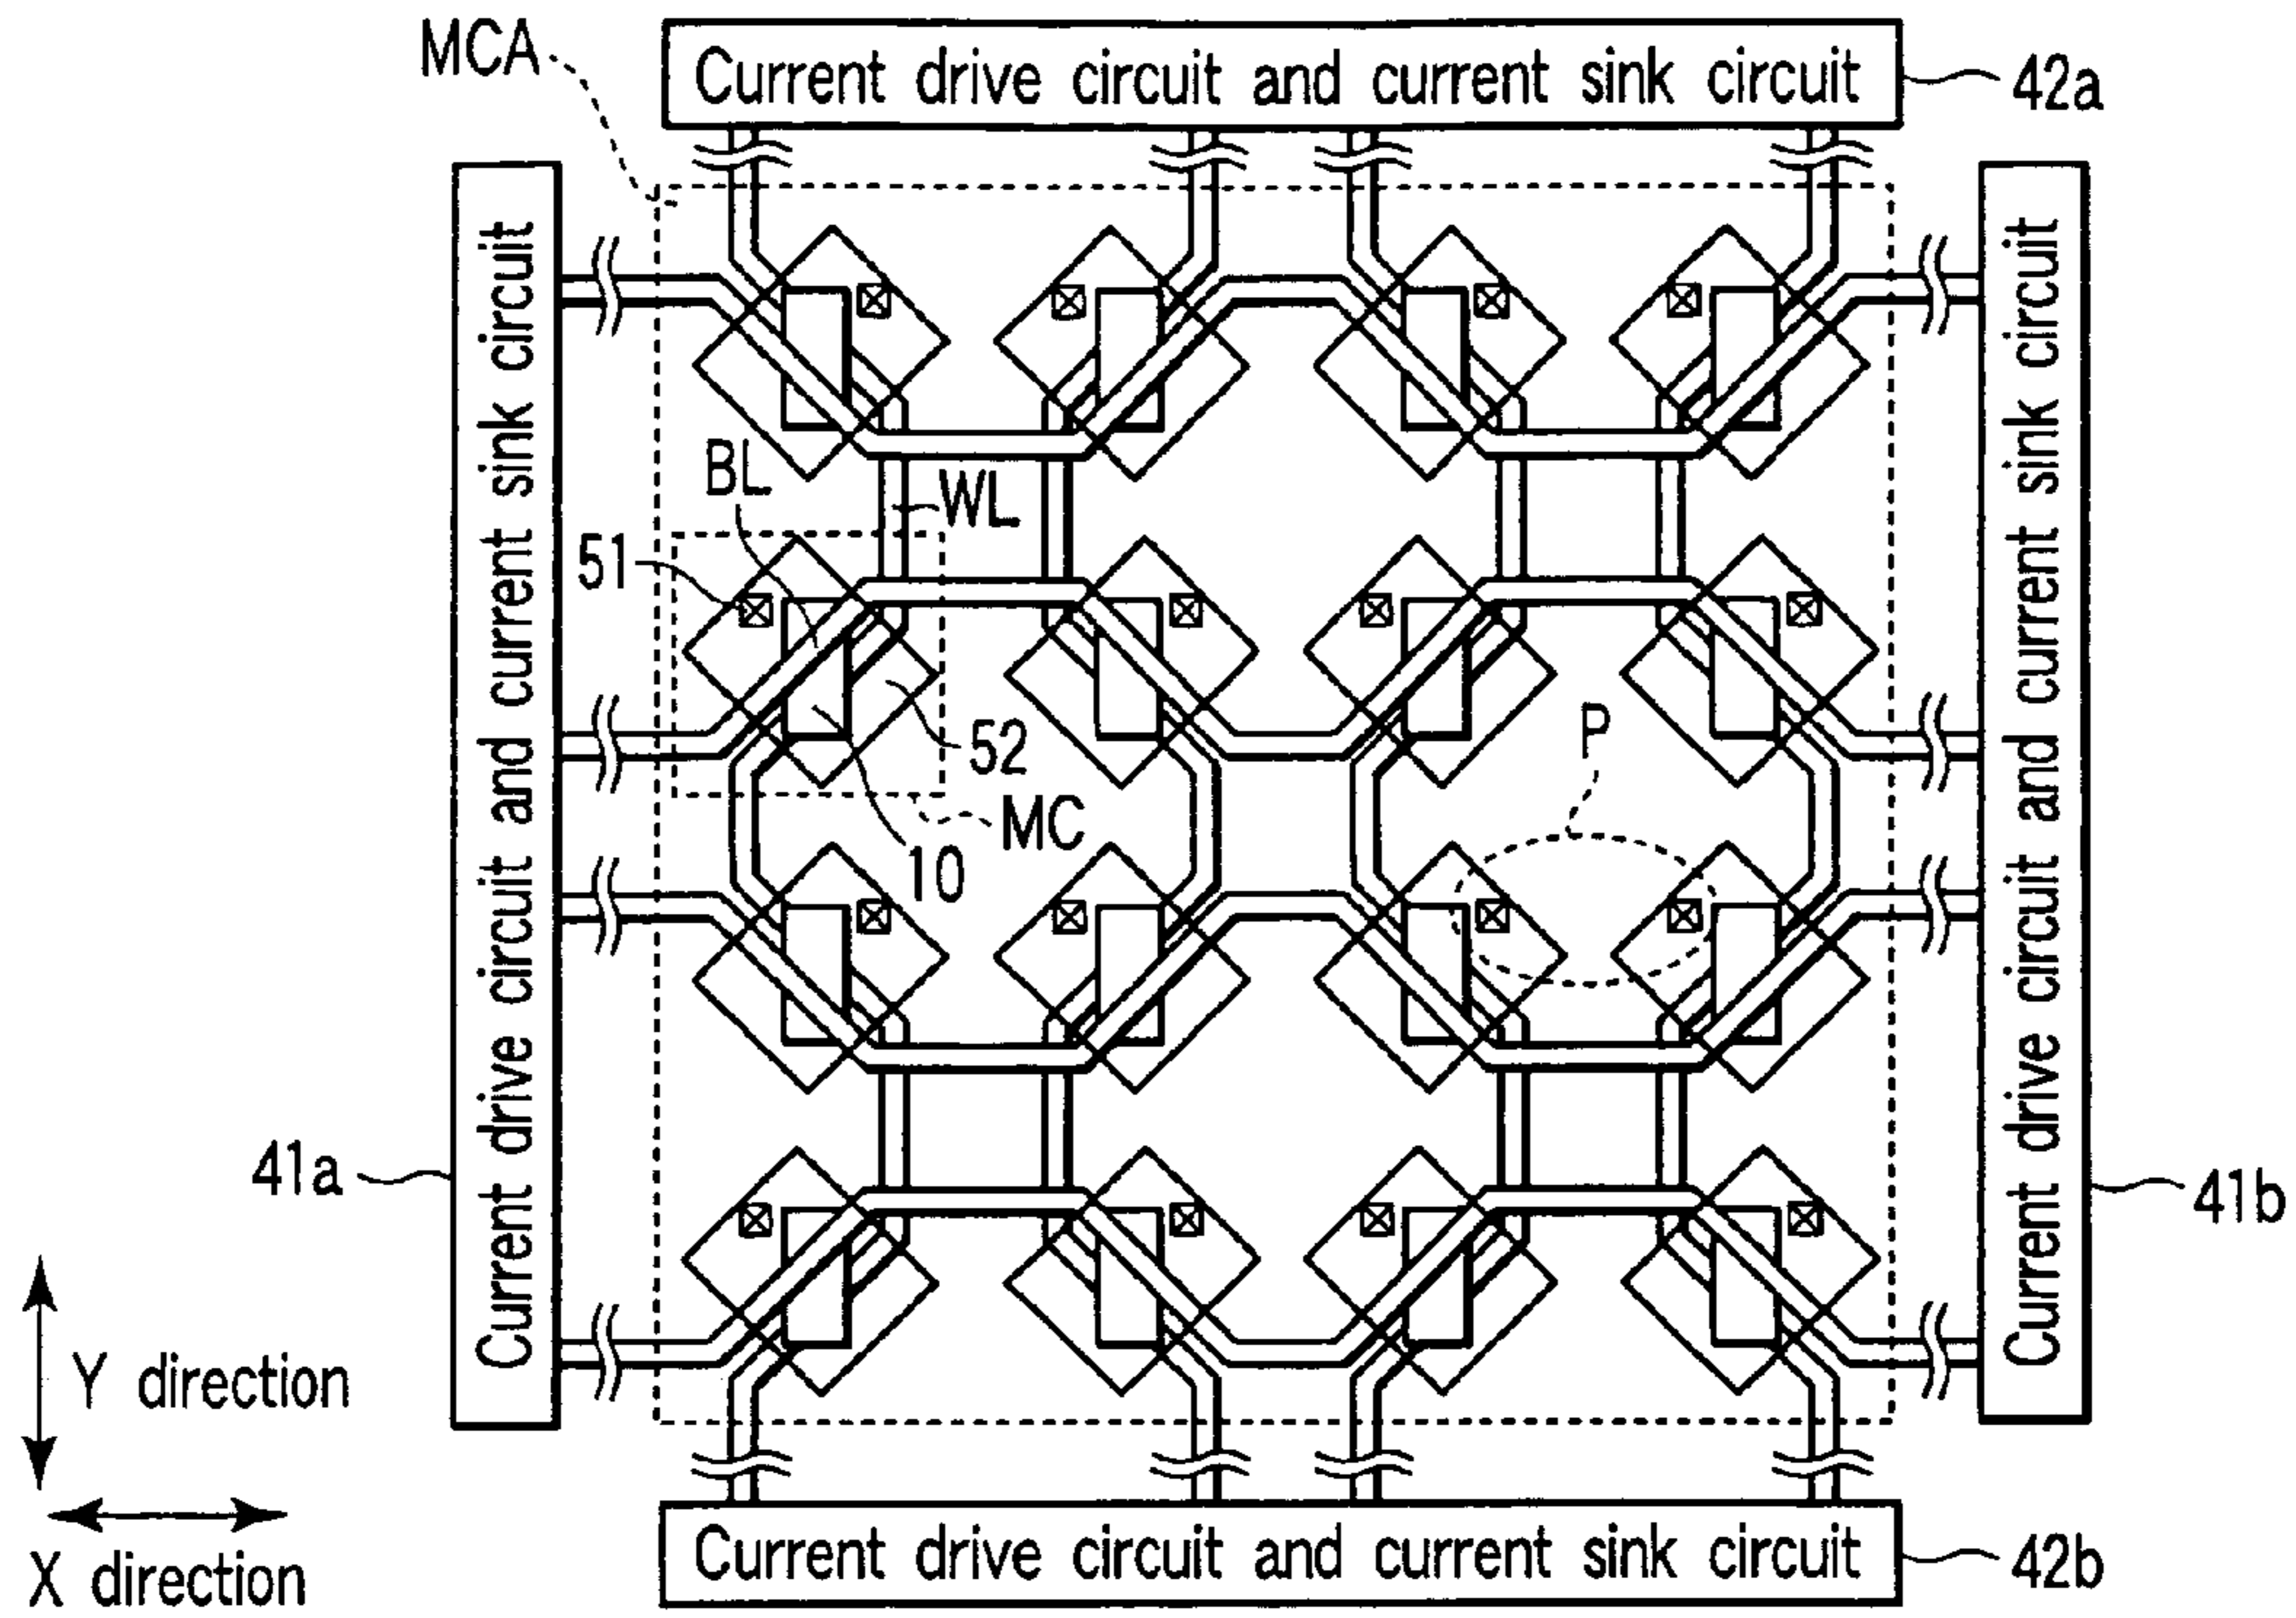 MCA
Current drive circuit and current sink circuit
42a
Current drive circuit and current sink circuit
Current drive circuit and current sink circuit
BL
WL
51
52
P
MC
10
41a
41b
Y direction
X direction
Current drive circuit and current sink circuit
42b